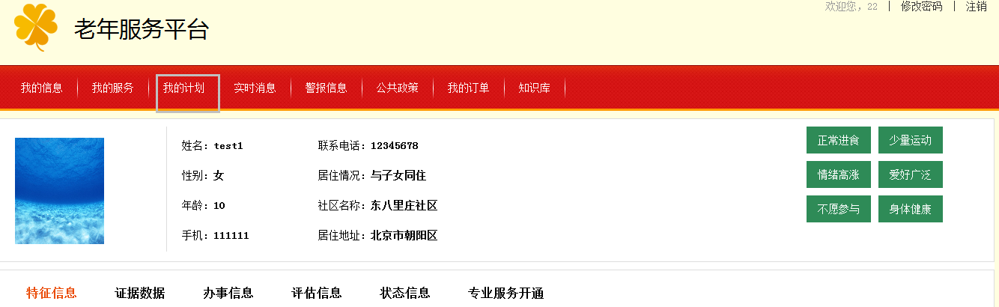 欢迎您，22 | 修改密码 | 注销
老年服务平台
我的信息 我的服务 我的计划 实时消息 警报信息 公共政策 我的订单 知识库
姓名：test1 联系电话：12345678 正常进食 少量运动
性别：女 居住情况：与子女同住 情绪高涨 爱好广泛
年龄：10 社区名称：东八里庄社区 不愿参与 身体健康
手机：111111 居住地址：北京市朝阳区
特征信息 证据数据 办事信息 评估信息 状态信息 专业服务开通